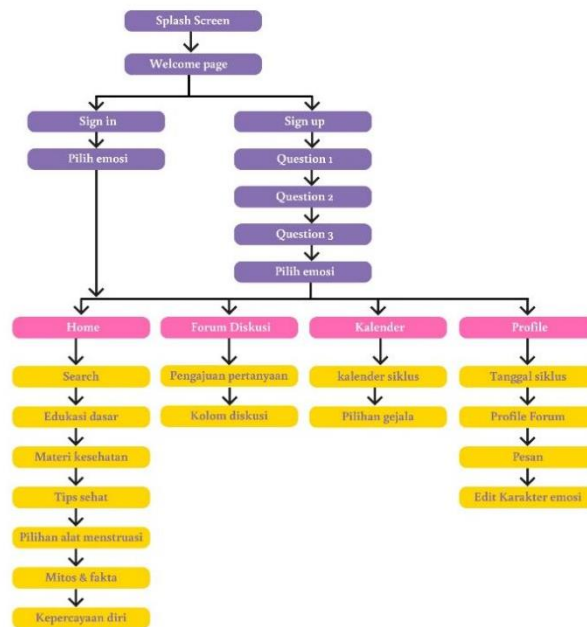 Splash Screen
Welcome page
Sign in
Sign up
Pilih emosi
Question 1
Question 2
Question 3
Pilih emosi
Home
Forum Diskusi
Kalender
Profile
Search
Pengajuan pertanyaan
kalender siklus
Tanggal siklus
Edukasi dasar
Kolom diskusi
Pilihan gejala
Profile Forum
Materi kesehatan
Pesan
Tips sehat
Edit Karakter emosi
Pilihan alat menstruasi
Mitos & fakta
Kepercayaan diri